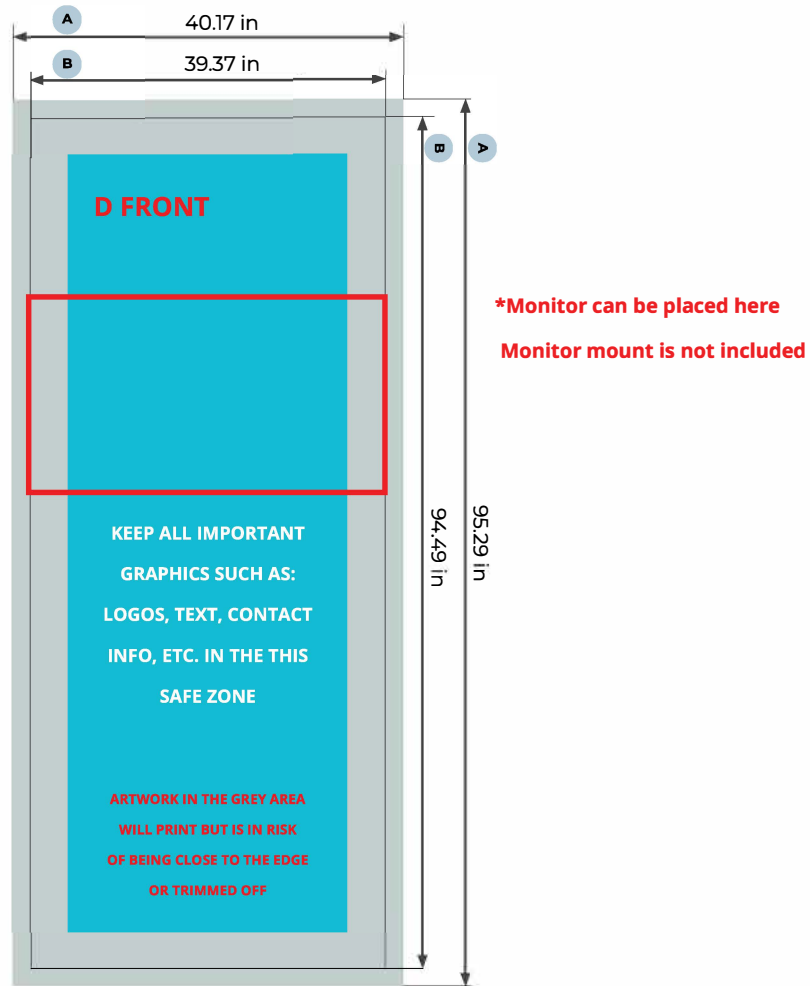 A
40.17 in
B
39.37 in
B
A
D FRONT
*Monitor can be placed here
Monitor mount is not included
94.49 in
95.29 in
KEEP ALL IMPORTANT
GRAPHICS SUCH AS:
LOGOS, TEXT, CONTACT
INFO, ETC. IN THE THIS
SAFE ZONE
ARTWORK IN THE GREY AREA
WILL PRINT BUT IS IN RISK
OF BEING CLOSE TO THE EDGE
OR TRIMMED OFF